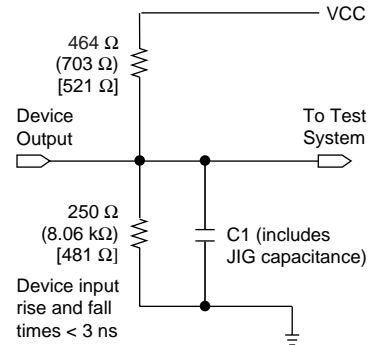 VCC
464 Ω
(703 Ω)
[521 Ω]
Device
Output
To Test
System
250 Ω
(8.06 kΩ)
[481 Ω]
C1 (includes
JIG capacitance)
Device input
rise and fall
times < 3 ns